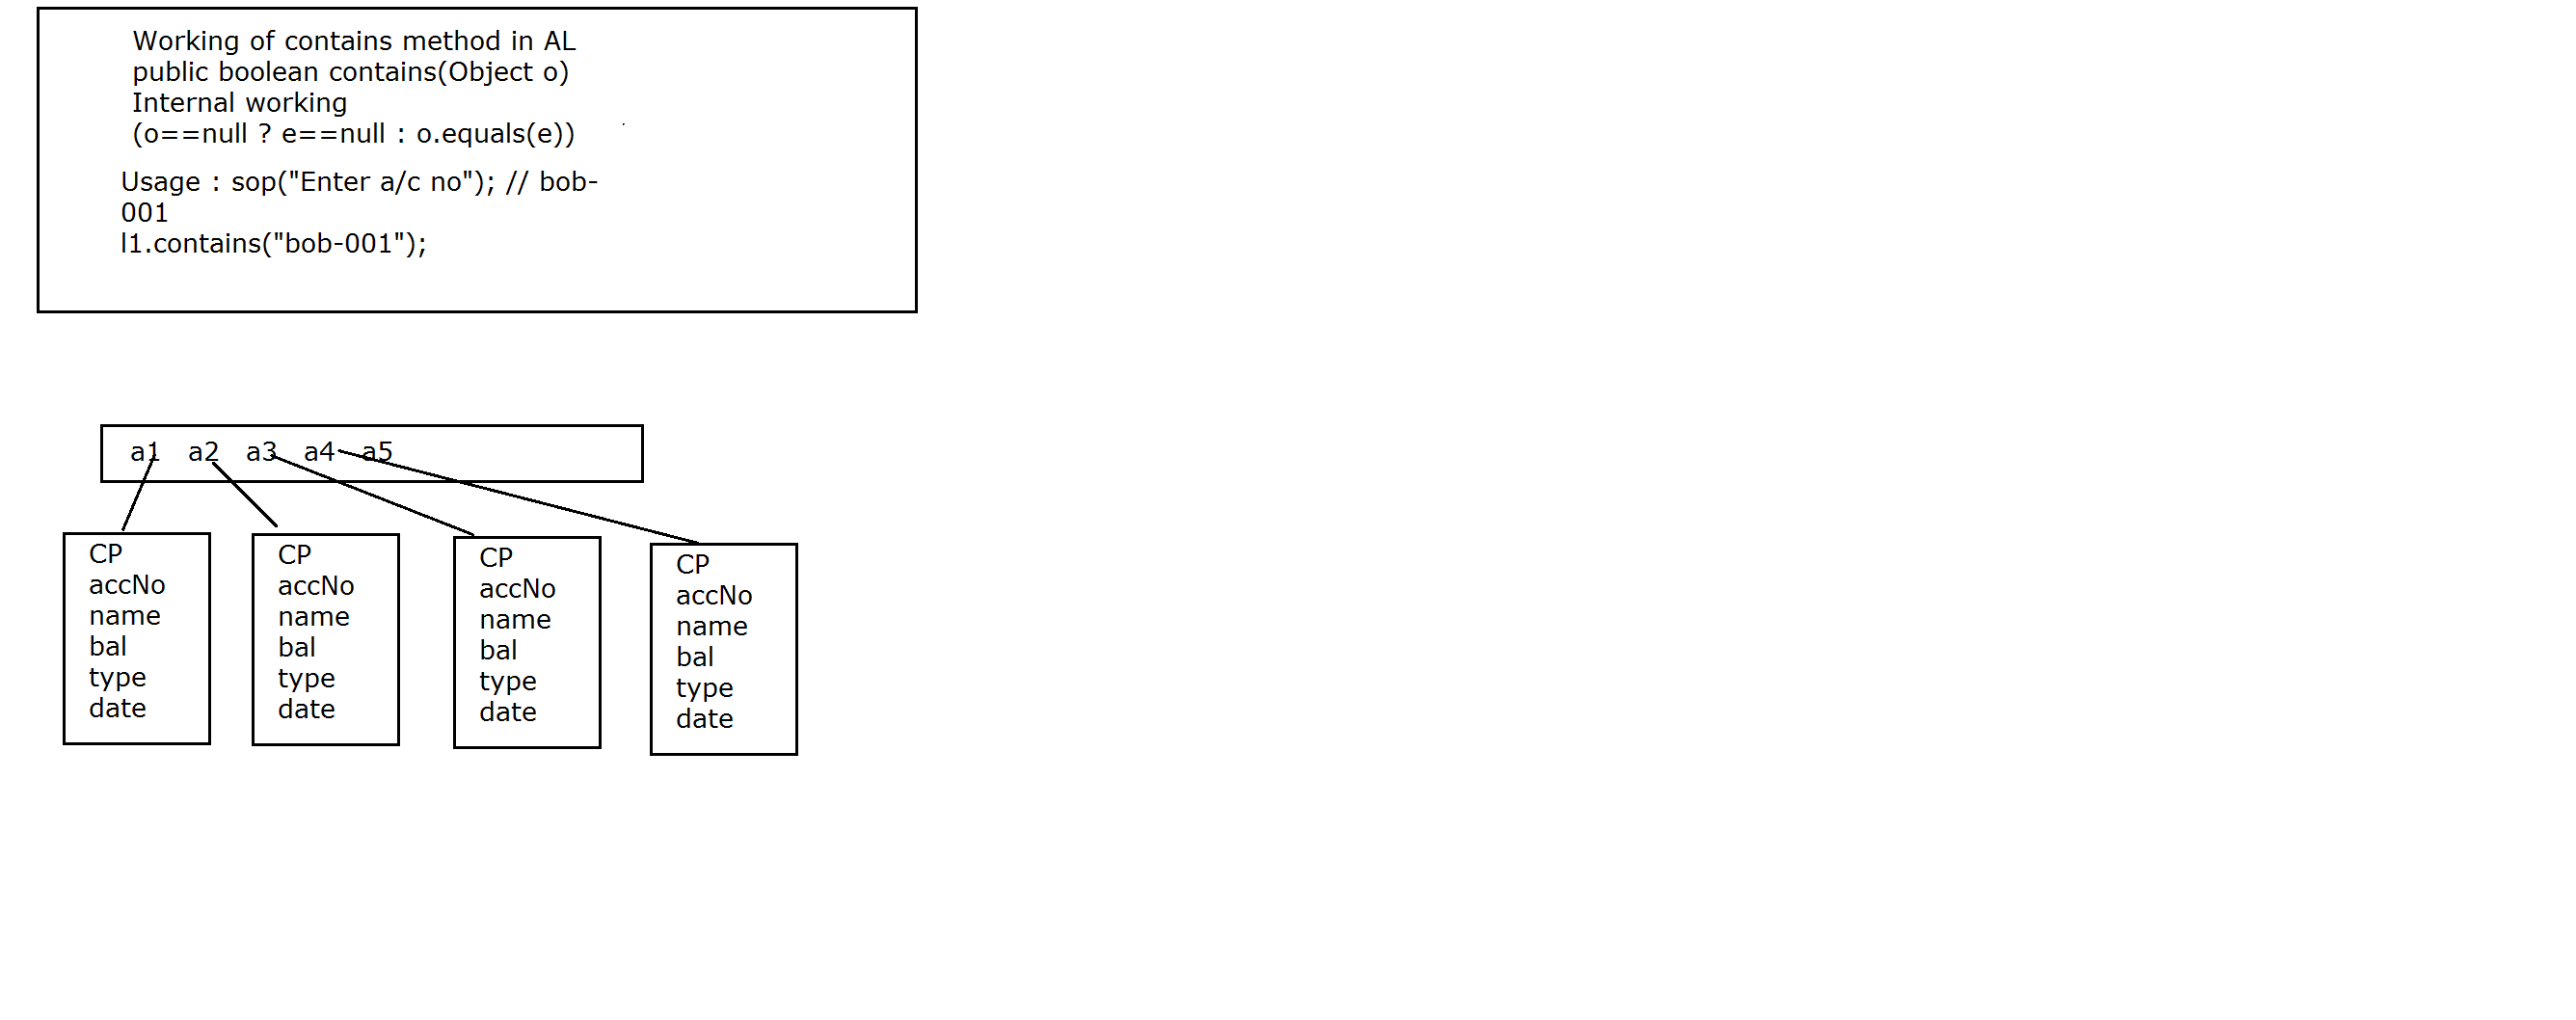 Working of contains method in AL
public boolean contains(Object o)
Internal working
(o==null ? e==null : o.equals(e))
Usage : sop("Enter a/c no"); // bob-
001
l1.contains("bob-001");
a1 a2 a3 a4 a5
CP
accNo
name
bal
type
date
CP
accNo
name
bal
type
date
CP
accNo
name
bal
type
date
CP
accNo
name
bal
type
date